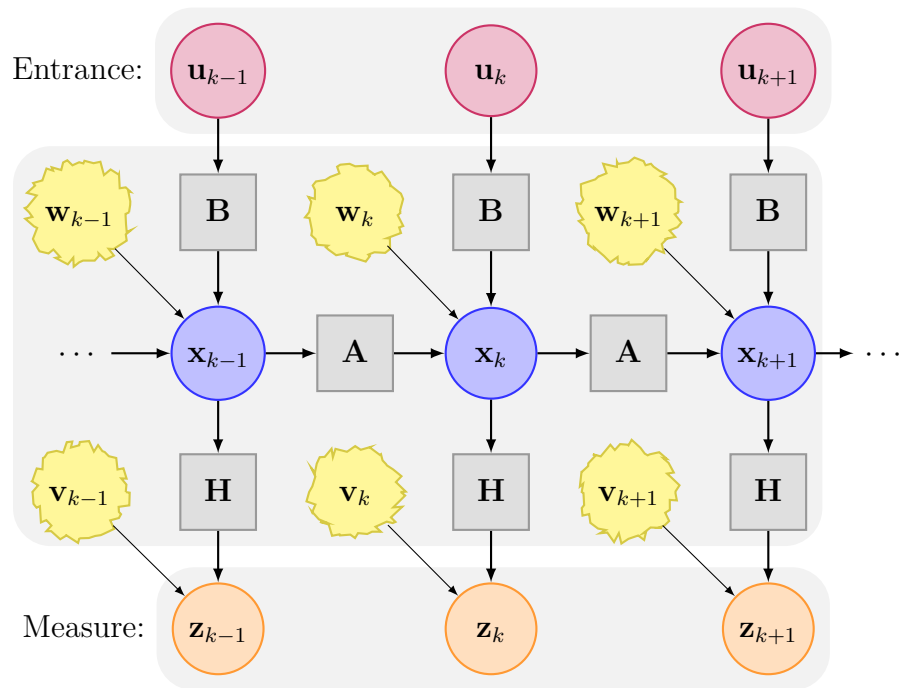 Entrance: u_{k−1} u_k u_{k+1}
w_{k−1} B w_k B w_{k+1} B
··· x_{k−1} A x_k A x_{k+1} ···
v_{k−1} H v_k H v_{k+1} H
Measure: z_{k−1} z_k z_{k+1}